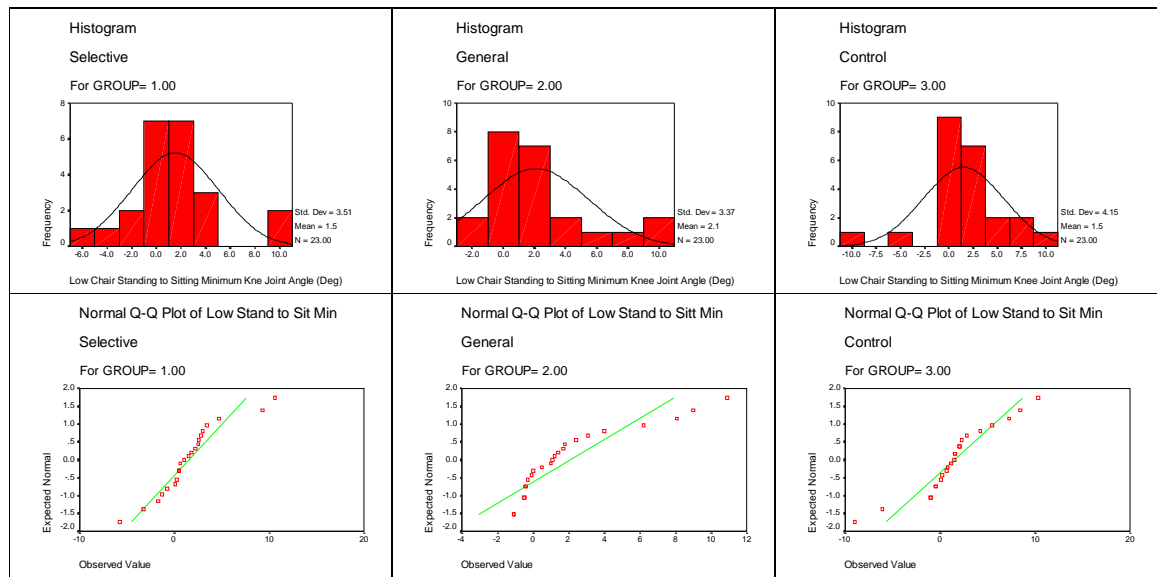 Histogram
Selective
For GROUP= 1.00
8
6
4
2
0
Frequency
-6.0 -4.0 -2.0 0.0 2.0 4.0 6.0 8.0 10.0
Std. Dev = 3.51
Mean = 1.5
N = 23.00
Low Chair Standing to Sitting Minimum Kne Joint Angle (Deg)
Histogram
General
For GROUP= 2.00
10
8
6
4
2
0
Frequency
-2.0 0.0 2.0 4.0 6.0 8.0 10.0
Std. Dev = 3.37
Mean = 2.1
N = 23.00
Low Chair Standing to Sitting Minimum Knee Joint Angle (Deg)
Histogram
Control
For GROUP= 3.00
10
8
6
4
2
0
Frequency
-10.0 -7.5 -5.0 -2.5 0.0 2.5 5.0 7.5 10.0
Std. Dev = 4.15
Mean = 1.5
N = 23.00
Low Chair Standing to Sitting Minimum Knee Joint Angle (Deg)
Normal Q-Q Plot of Low Stand to Sit Min
Selective
For GROUP= 1.00
2.0
1.5
1.0
.5
0.0
-.5
-1.0
-1.5
-2.0
Expected Normal
-10 0 10 20
Observed Value
Normal Q-Q Plot of Low Stand to Sitt Min
General
For GROUP= 2.00
2.0
1.5
1.0
.5
0.0
-.5
-1.0
-1.5
-2.0
Expected Normal
-4 -2 0 2 4 6 8 10 12
Observed Value
Normal Q-Q Plot of Low Stand to Sit Min
Control
For GROUP= 3.00
2.0
1.5
1.0
.5
0.0
-.5
-1.0
-1.5
-2.0
Expected Normal
-10 0 10 20
Observed Value